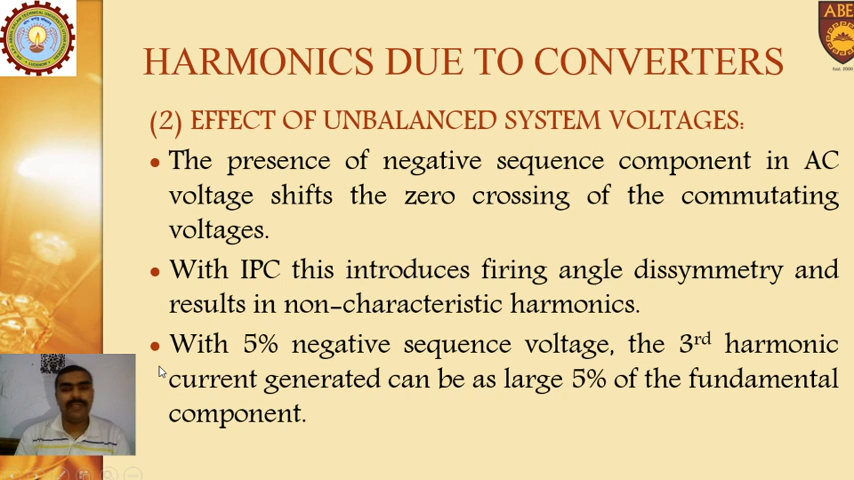 ABE
HARMONICS DUE TO CONVERTERS
(2) EFFECT OF UNBALANCED SYSTEM VOLTAGES:
• The presence of negative sequence component in AC
voltage shifts the zero crossing of the commutating
voltages.
• With IPC this introduces firing angle dissymmetry and
results in non-characteristic harmonics.
• With 5% negative sequence voltage, the 3rd harmonic
current generated can be as large 5% of the fundamental
component.